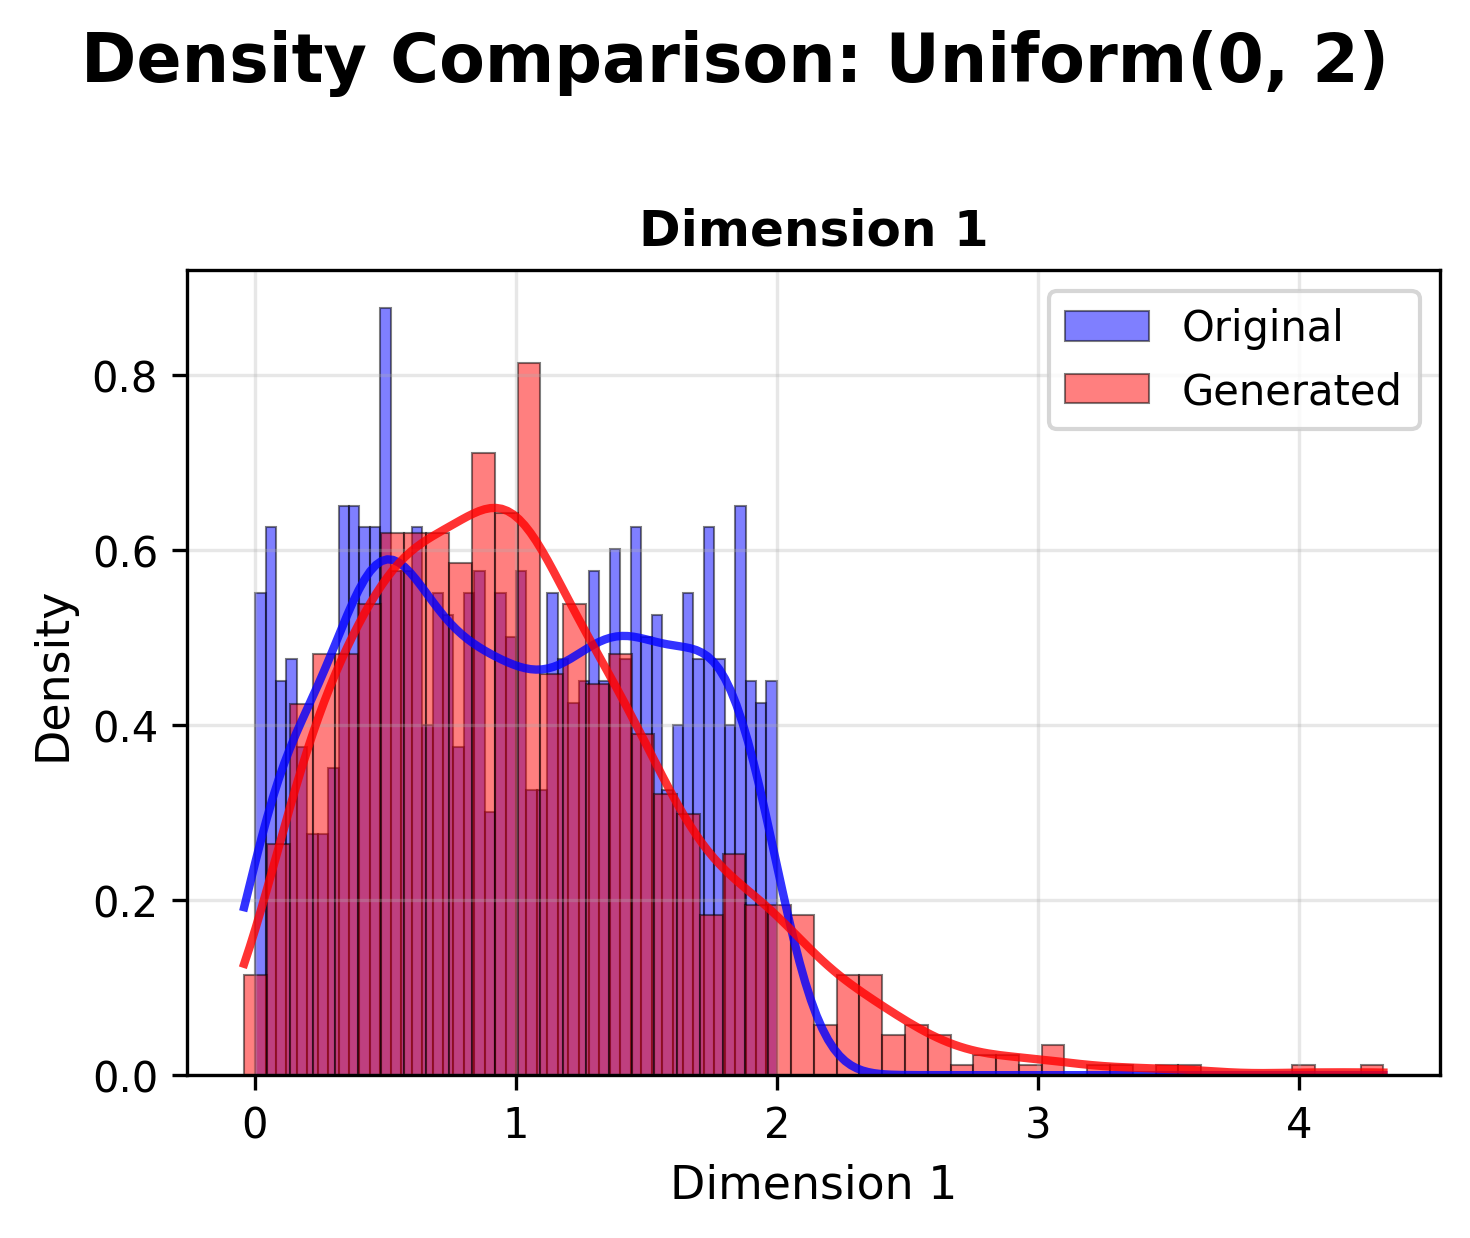 Density Comparison: Uniform(0, 2)
Dimension 1
Original
Generated
Density
0.8
0.6
0.4
0.2
0.0
0 1 2 3 4
Dimension 1